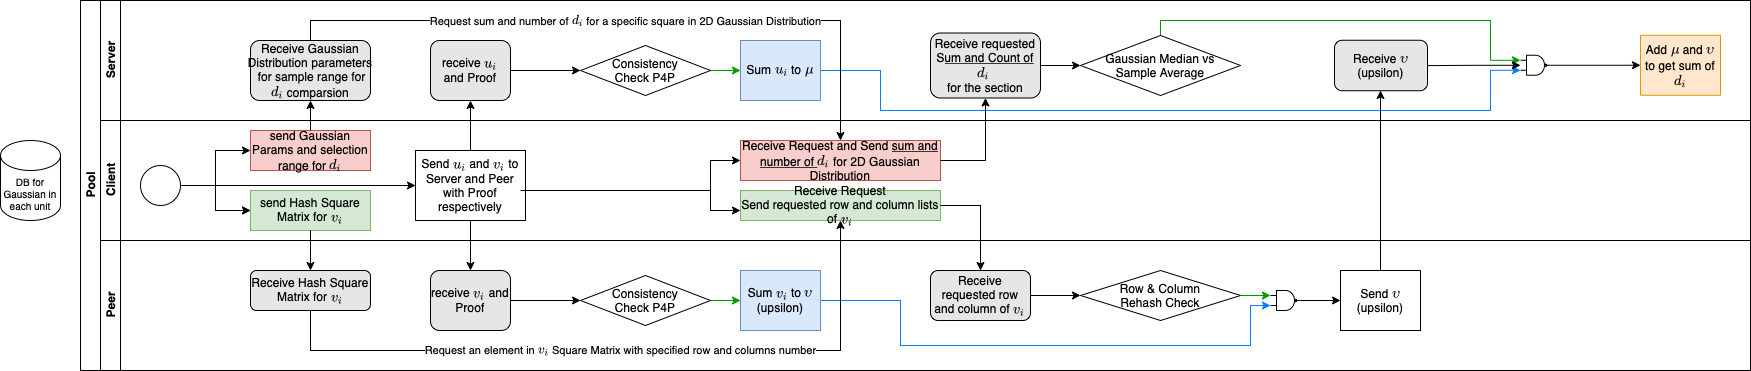 Request sum and number of $d_i$ for a specific square in 2D Gaussian Distribution
Server
Receive Gaussian
Distribution parameters
for sample range for
$d_i$ comparsion
receive $u_i$
and Proof
Consistency
Check P4P
Sum $u_i$ to $\mu$
Receive requested
Sum and Count of
$d_i$
for the section
Gaussian Median vs
Sample Average
Receive $\upsilon$
(upsilon)
Add $\mu$ and $\upsilon$
to get sum of
$d_i$
DB for
Gaussian in
each unit
Pool
Client
send Gaussian
Params and selection
range for $d_i$
send Hash Square
Matrix for $v_i$
Send $u_i$ and $v_i$ to
Server and Peer
with Proof
respectively
Receive Request and Send sum and
number of $d_i$ for 2D Gaussian
Distribution
Receive Request
Send requested row and column lists
of $v_i$
Peer
Receive Hash Square
Matrix for $v_i$
receive $v_i$ and
Proof
Consistency
Check P4P
Sum $v_i$ to $\upsilon$
(upsilon)
Receive
requested row
and column of $v_i$
Row & Column
Rehash Check
Send $\upsilon$
(upsilon)
Request an element in $v_i$ Square Matrix with specified row and columns number